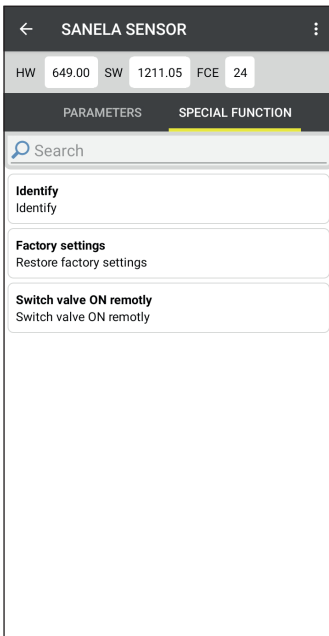 SANELA SENSOR
HW 649.00 SW 1211.05 FCE 24
PARAMETERS SPECIAL FUNCTION
Search
Identify
Identify
Factory settings
Restore factory settings
Switch valve ON remotly
Switch valve ON remotly